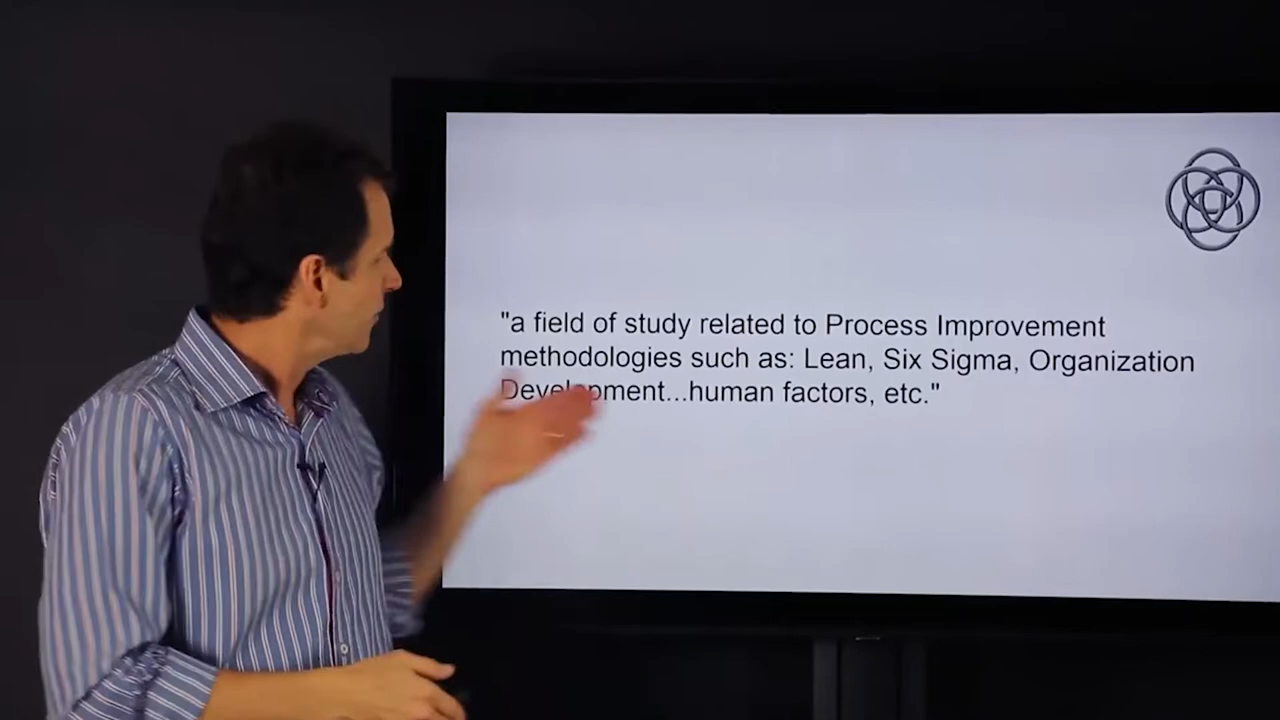 "a field of study related to Process Improvement
methodologies such as: Lean, Six Sigma, Organization
Development...human factors, etc."